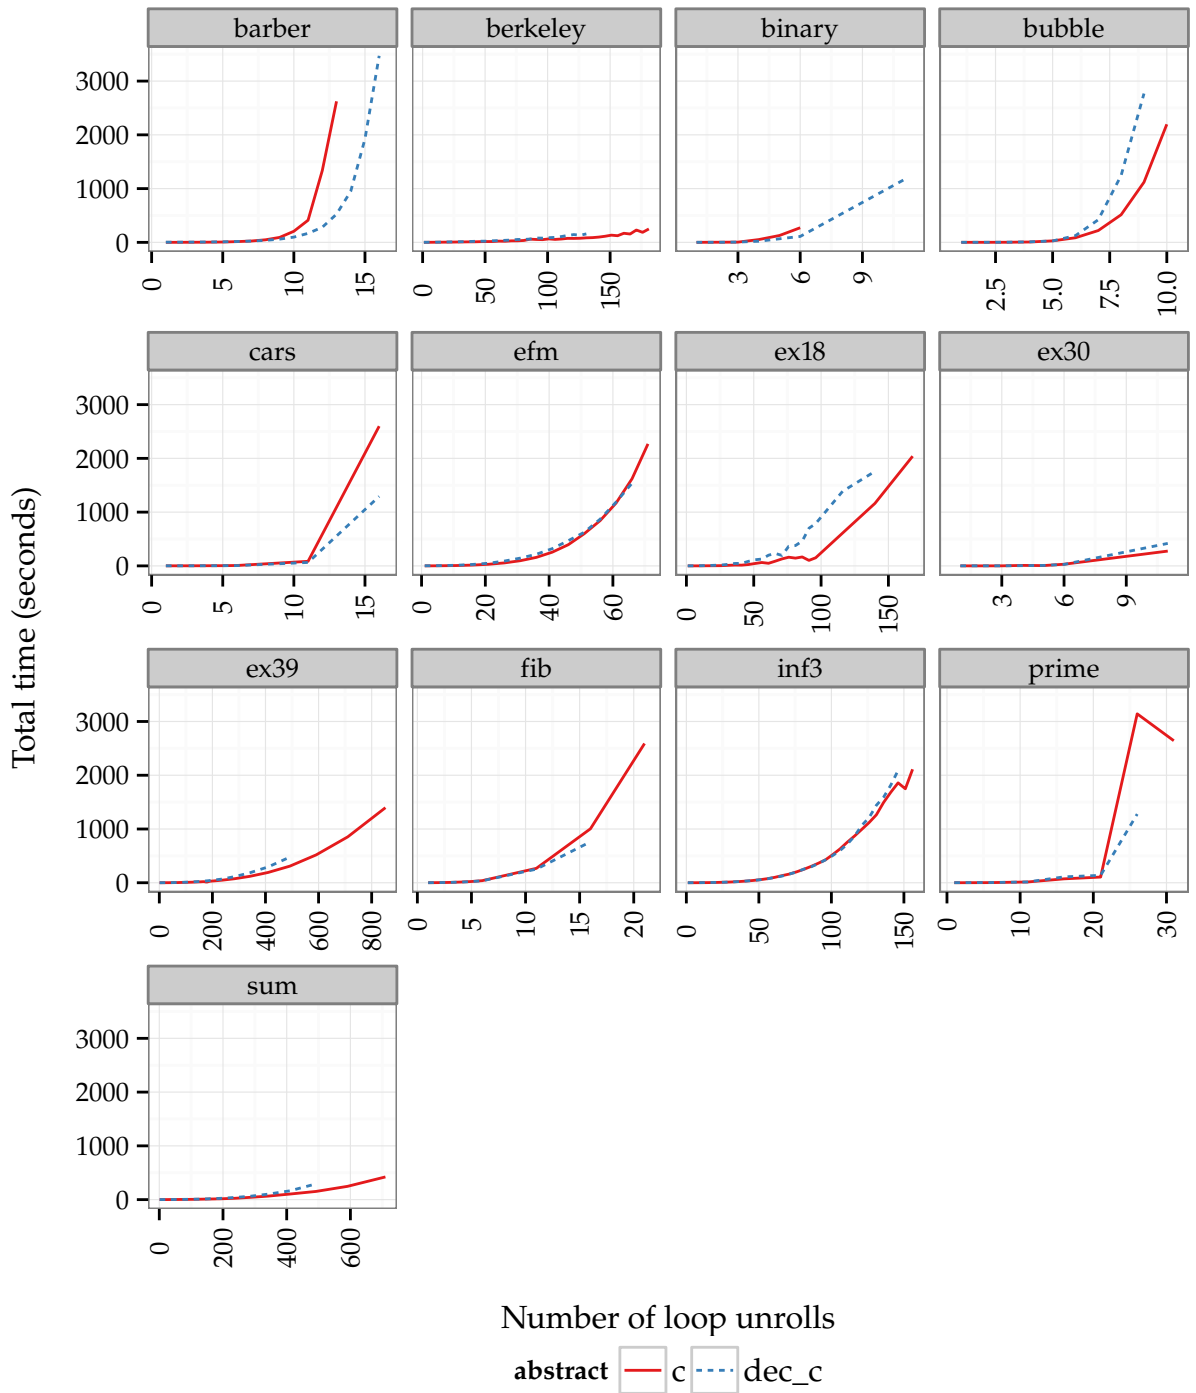 barber berkeley binary bubble
3000
2000
1000
0
0 5 10 15 0 50 100 150 3 6 9 2.5 5.0 7.5 10.0
cars efm ex18 ex30
3000
2000
1000
0
0 5 10 15 0 20 40 60 0 50 100 150 3 6 9
Total time (seconds)
ex39 fib inf3 prime
3000
2000
1000
0
0 200 400 600 800 0 5 10 15 20 0 50 100 150 0 10 20 30
sum
3000
2000
1000
0
0 200 400 600
Number of loop unrolls
abstract c dec_c